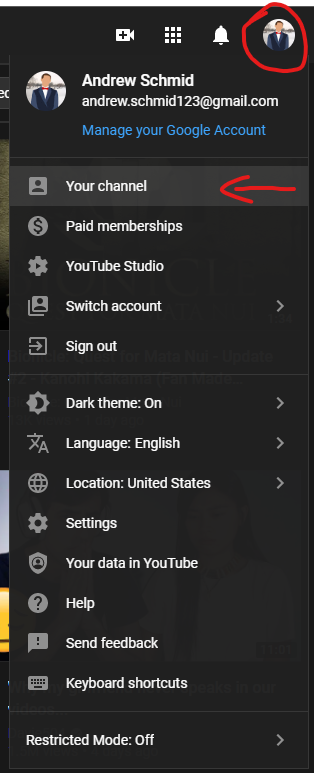 Andrew Schmid
andrew.schmid123@gmail.com
Manage your Google Account
Your channel
Paid memberships
YouTube Studio
Switch account
Sign out
Dark theme: On
Language: English
Location: United States
Settings
Your data in YouTube
Help
Send feedback
Keyboard shortcuts
Restricted Mode: Off